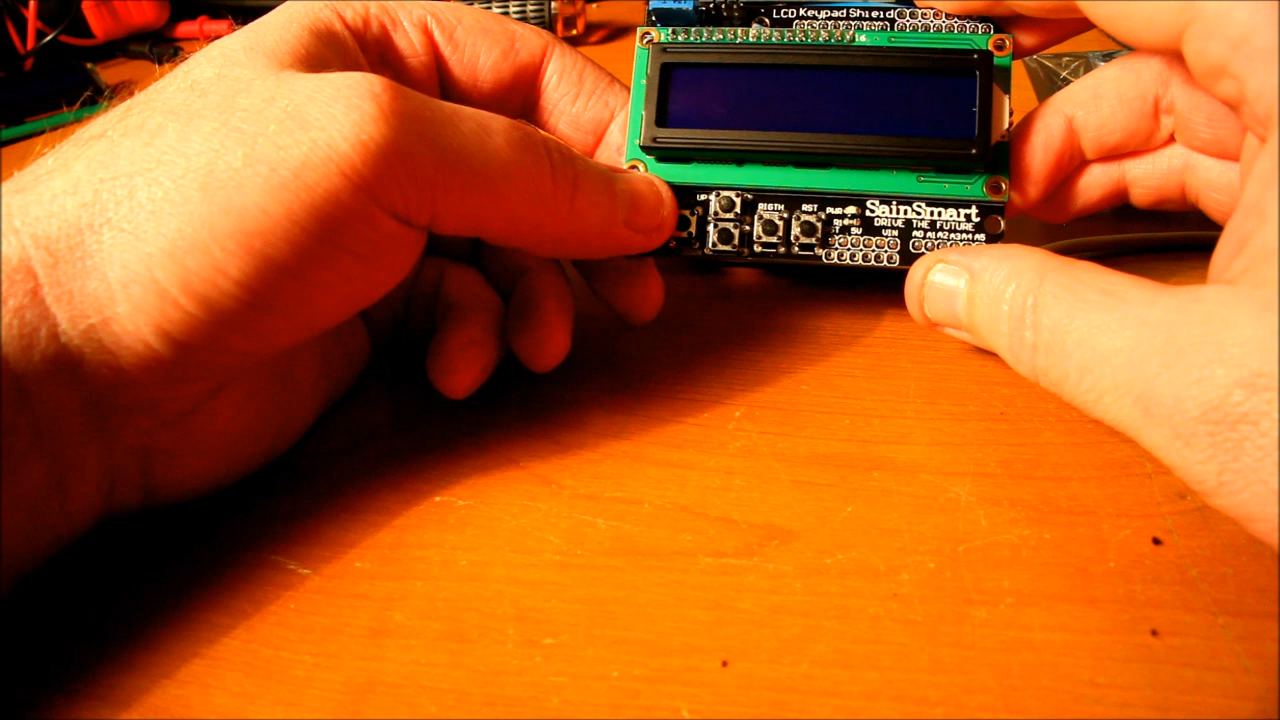 LCD Keypad Shield
16
UP
RIGTH
RST
PWR
SainSmart
DRIVE THE FUTURE
5V
VIN
A0 A1 A2 A3 A4 A5